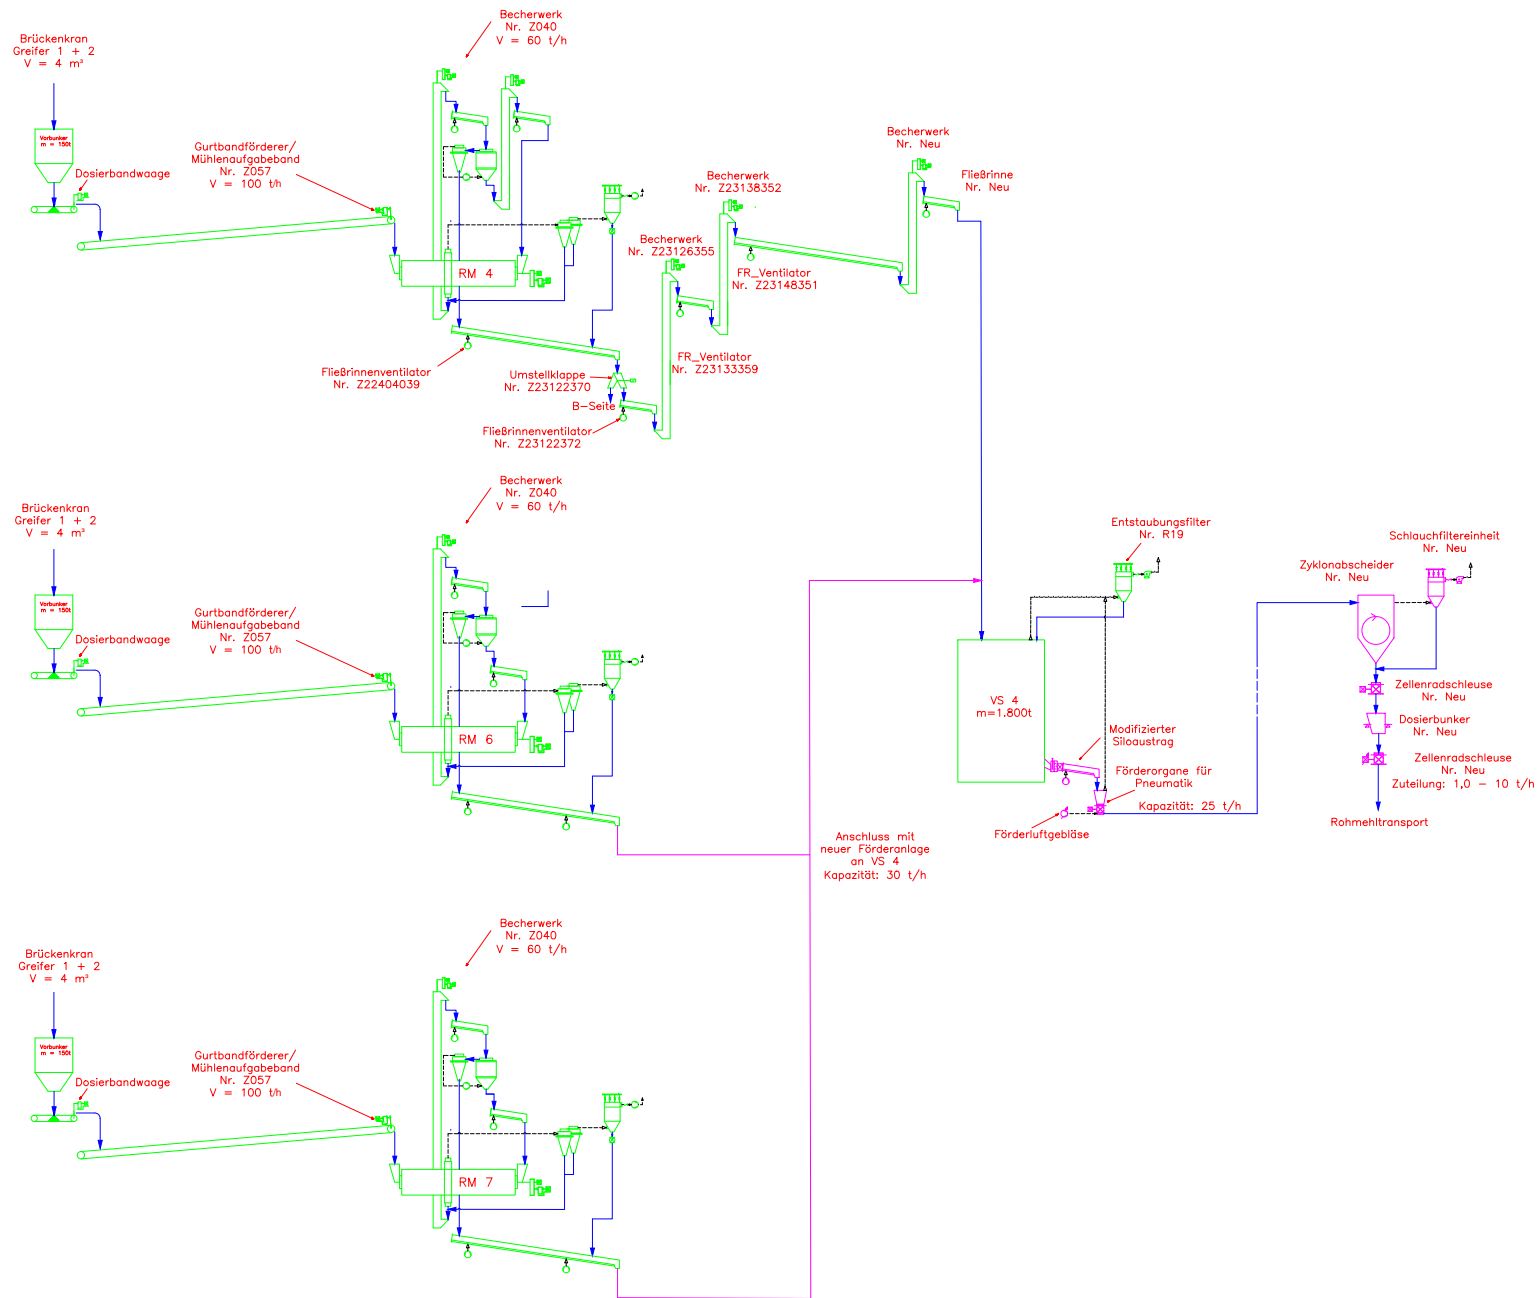 Becherwerk
Nr. Z040
V = 60 t/h
Brückenkran
Greifer 1 + 2
V = 4 m³
Vorbunker
m = 150t
Dosierbandwaage
Gurtbandförderer/
Mühlenaufgabeband
Nr. Z057
V = 100 t/h
RM 4
Fließrinnenventilator
Nr. Z22404039
Umstellklappe
Nr. Z23122370
B-Seite
Fließrinnenventilator
Nr. Z23122372
Becherwerk
Nr. Z23126355
FR_Ventilator
Nr. Z23133359
Becherwerk
Nr. Z23138352
FR_Ventilator
Nr. Z23148351
Becherwerk
Nr. Neu
Fließrinne
Nr. Neu
Becherwerk
Nr. Z040
V = 60 t/h
Brückenkran
Greifer 1 + 2
V = 4 m³
Vorbunker
m = 150t
Dosierbandwaage
Gurtbandförderer/
Mühlenaufgabeband
Nr. Z057
V = 100 t/h
RM 6
Anschluss mit
neuer Förderanlage
an VS 4
Kapazität: 30 t/h
VS 4
m=1.800t
Entstaubungsfilter
Nr. R19
Modifizierter
Siloaustrag
Förderorgane für
Pneumatik
Kapazität: 25 t/h
Förderluftgebläse
Zyklonabscheider
Nr. Neu
Schlauchfiltereinheit
Nr. Neu
Zellenradschleuse
Nr. Neu
Dosierbunker
Nr. Neu
Zellenradschleuse
Nr. Neu
Zuteilung: 1,0 - 10 t/h
Rohmehltransport
Becherwerk
Nr. Z040
V = 60 t/h
Brückenkran
Greifer 1 + 2
V = 4 m³
Vorbunker
m = 150t
Dosierbandwaage
Gurtbandförderer/
Mühlenaufgabeband
Nr. Z057
V = 100 t/h
RM 7